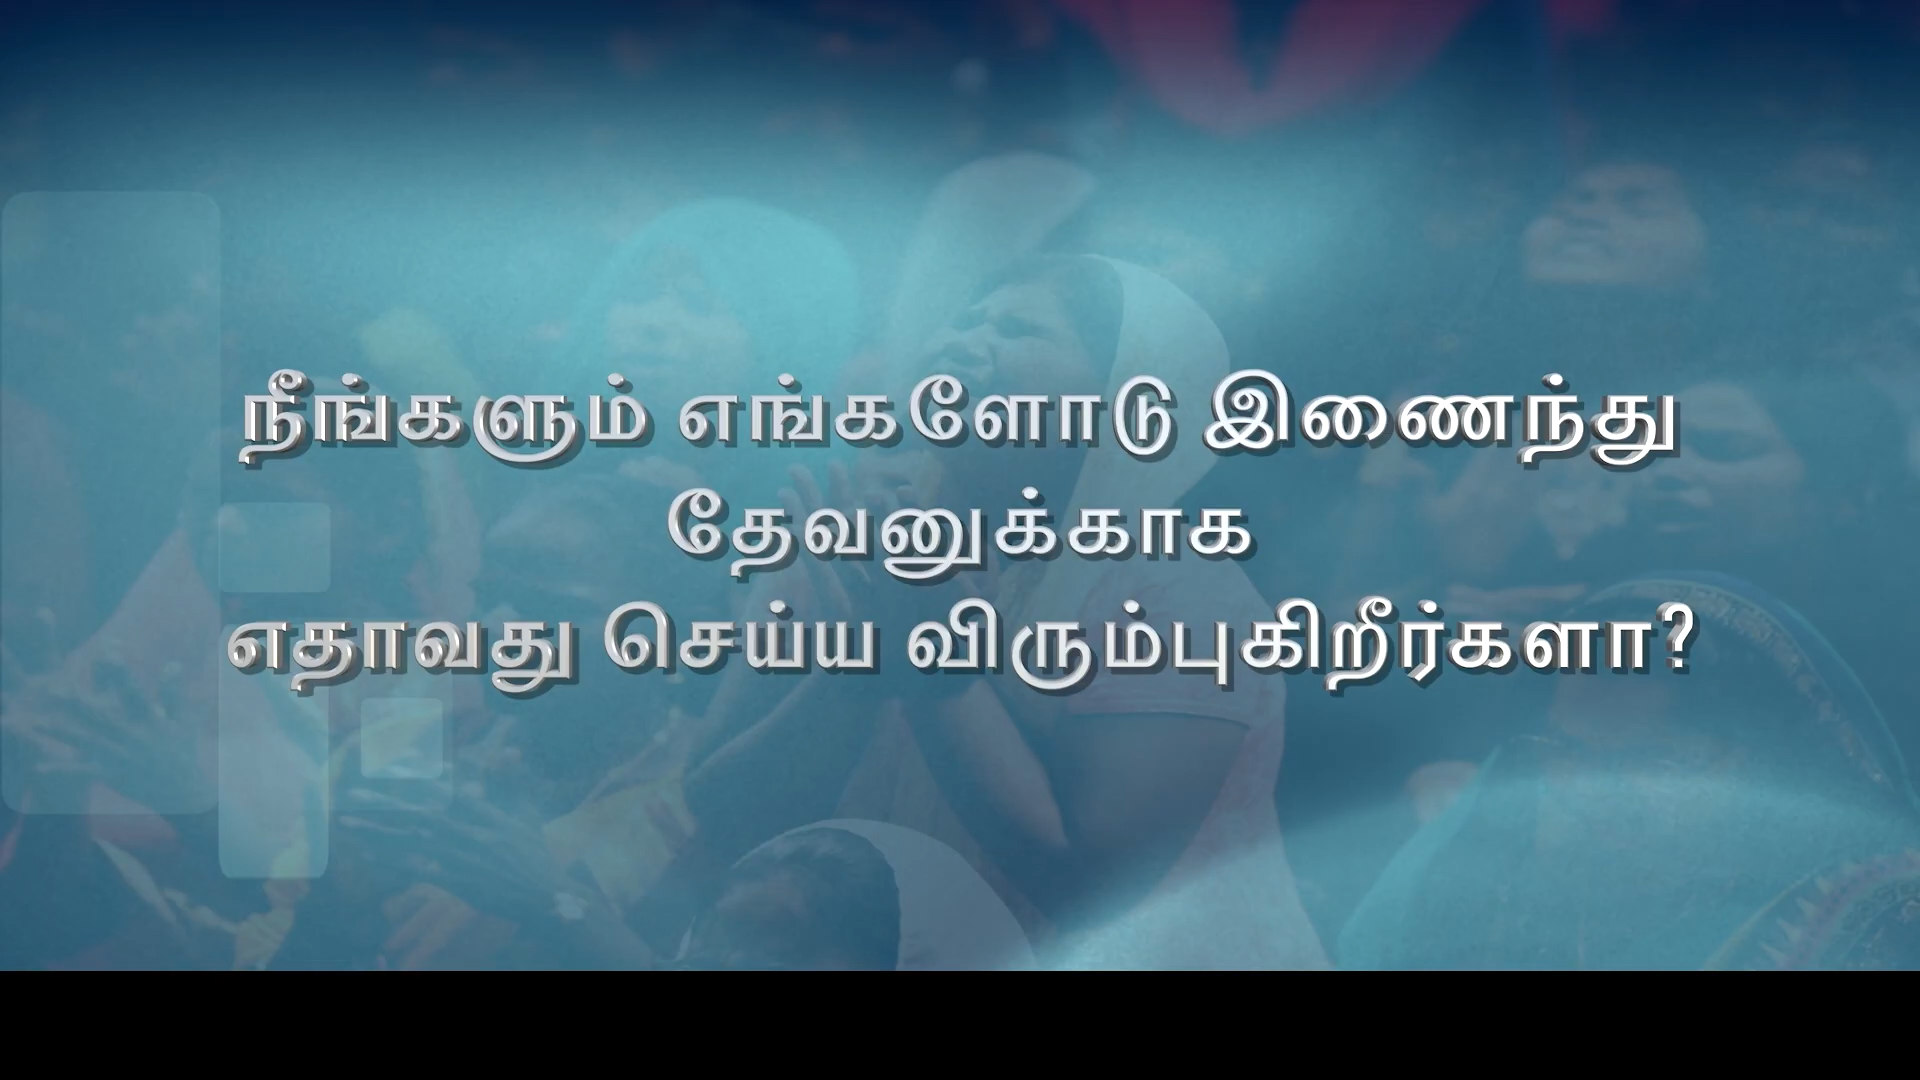 நீங்களும் எங்களோடு இணைந்து
தேவனுக்காக
எதாவது செய்ய விரும்புகிறீர்களா?